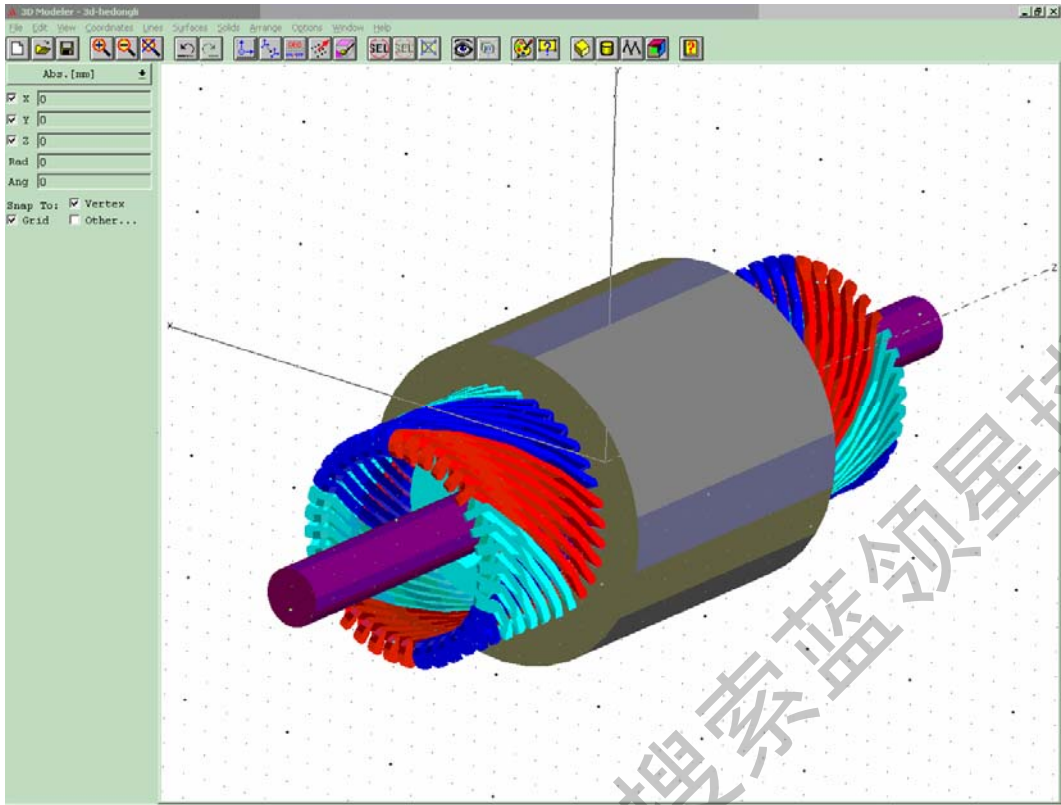 3D Modeler - 3d-hedongli
File Edit View Coordinates Lines Surfaces Solids Arrange Options Window Help
SEL SEL
Abs.[mm]
X 0
Y 0
Z 0
Rad 0
Ang 0
Snap To: Vertex
Grid Other...
Y
X
Z
搜索蓝领星球